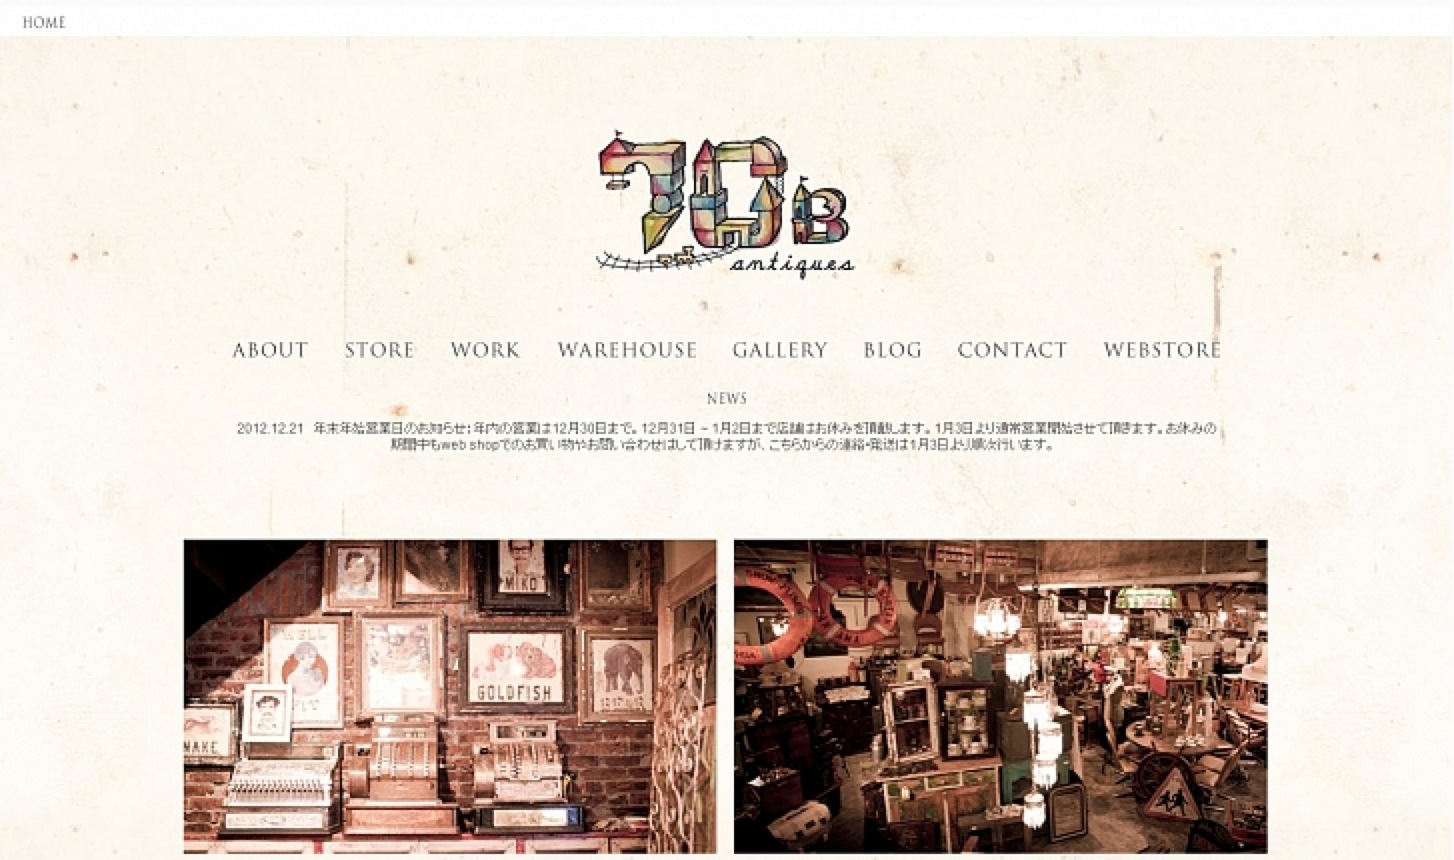 HOME
70B
antiques
ABOUT STORE WORK WAREHOUSE GALLERY BLOG CONTACT WEBSTORE
NEWS
2012.12.21 年末年始営業日のお知らせ：年内の営業は12月30日まで。12月31日 ~ 1月2日まで店舗はお休みを頂戴します。1月3日より通常営業開始させて頂きます。お休みの
期間中もweb shopでのお買い物やお問い合わせはして頂けますが、こちらからの連絡・発送は1月3日より順次行います。
MIKO
WELL
GOLDFISH